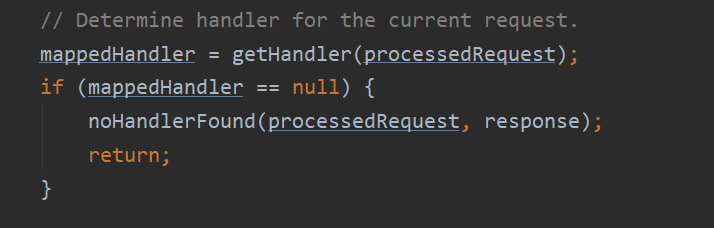 // Determine handler for the current request.
mappedHandler = getHandler(processedRequest);
if (mappedHandler == null) {
noHandlerFound(processedRequest, response);
return;
}